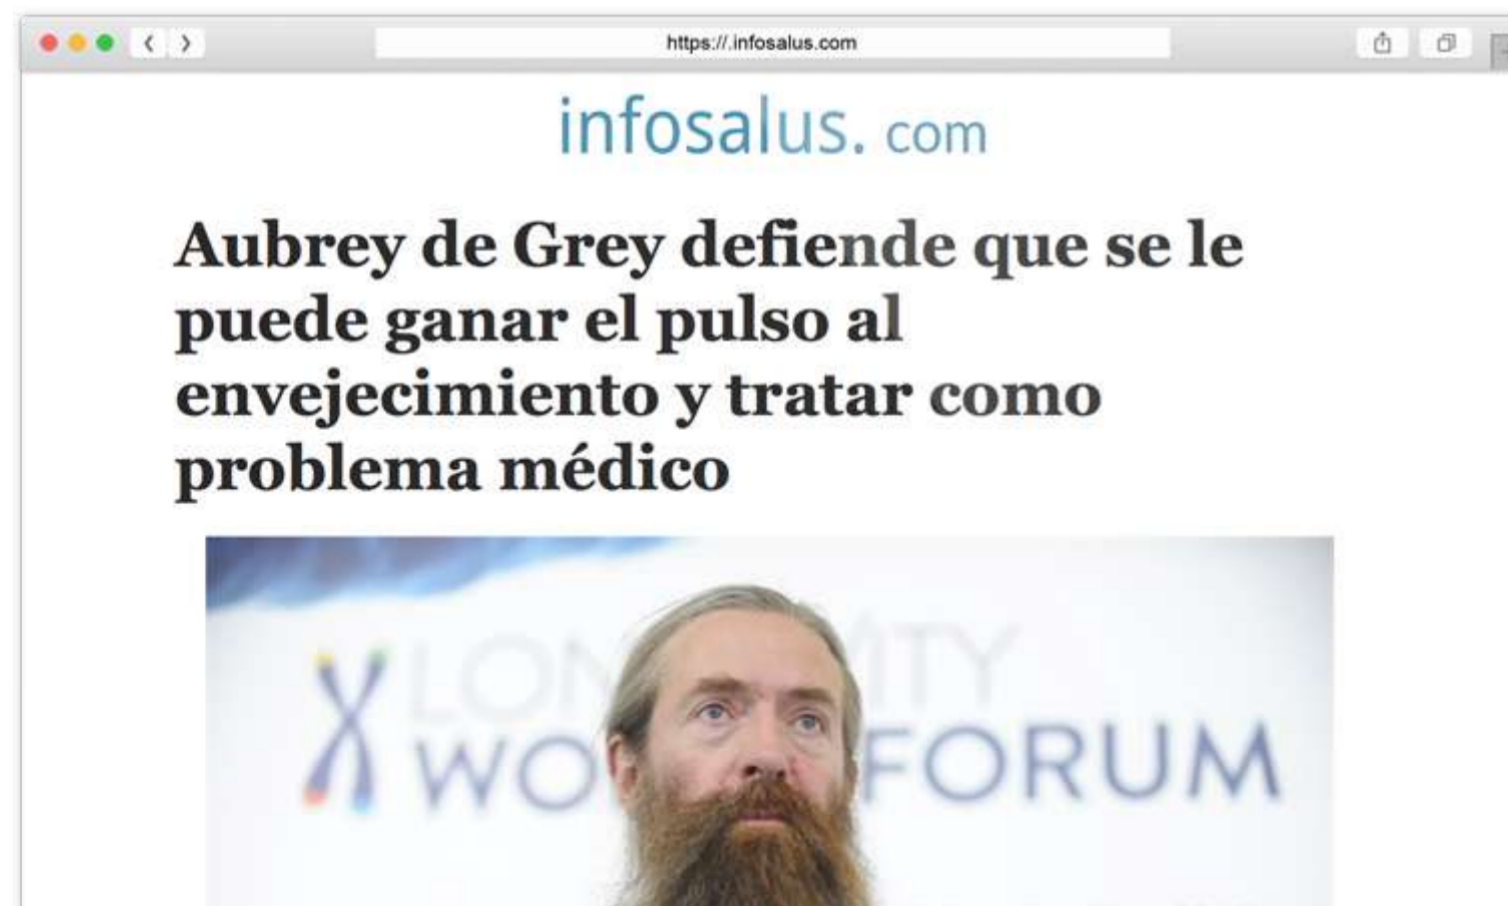 https://.infosalus.com
infosalus. com
Aubrey de Grey defiende que se le
puede ganar el pulso al
envejecimiento y tratar como
problema médico
FORUM